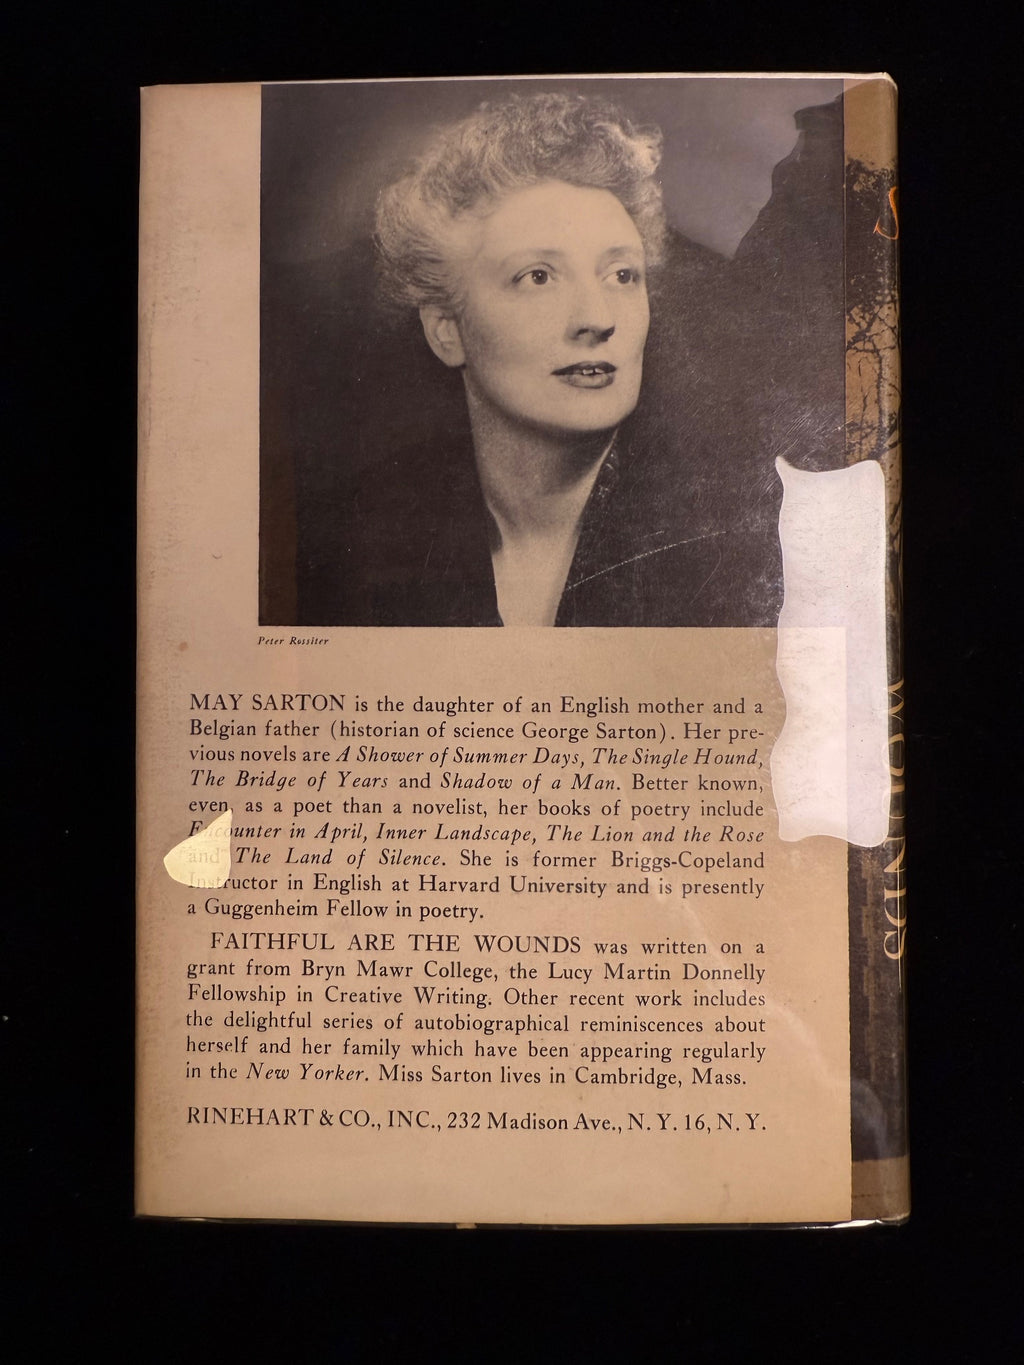 Peter Rossiter
MAY SARTON is the daughter of an English mother and a
Belgian father (historian of science George Sarton). Her pre-
vious novels are A Shower of Summer Days, The Single Hound,
The Bridge of Years and Shadow of a Man. Better known,
even, as a poet than a novelist, her books of poetry include
Encounter in April, Inner Landscape, The Lion and the Rose
and The Land of Silence. She is former Briggs-Copeland
Instructor in English at Harvard University and is presently
a Guggenheim Fellow in poetry.
FAITHFUL ARE THE WOUNDS was written on a
grant from Bryn Mawr College, the Lucy Martin Donnelly
Fellowship in Creative Writing. Other recent work includes
the delightful series of autobiographical reminiscences about
herself and her family which have been appearing regularly
in the New Yorker. Miss Sarton lives in Cambridge, Mass.
RINEHART & CO., INC., 232 Madison Ave., N. Y. 16, N. Y.
WOUNDS